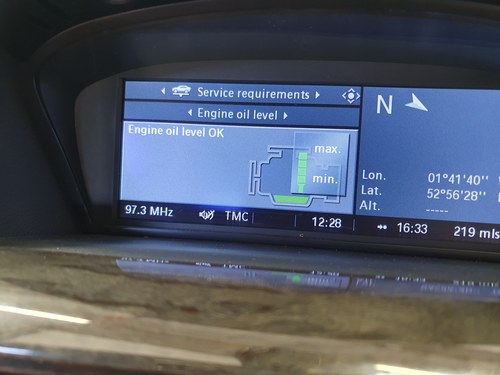 Service requirements
Engine oil level
Engine oil level OK
max.
min.
N
Lon. 01°41'40''
Lat. 52°56'28''
Alt. -----
97.3 MHz TMC 12:28
16:33 219 mls